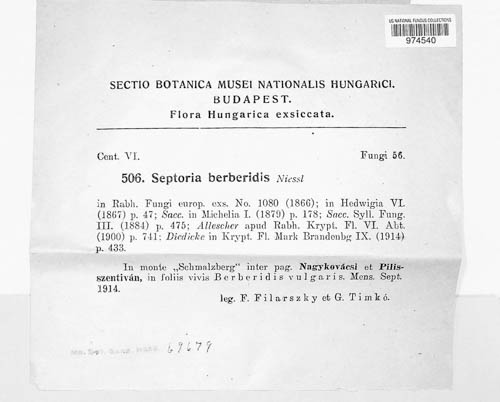 US NATIONAL FUNGUS COLLECTIONS
974540
SECTIO BOTANICA MUSEI NATIONALIS HUNGARICI.
BUDAPEST.
Flora Hungarica exsiccata.
Cent. VI. Fungi 56.
506. Septoria berberidis Niessl
in Rabh. Fungi europ. exs. No. 1080 (1866); in Hedwigia VI.
(1867) p. 47; Sacc. in Michelia I. (1879) p. 178; Sacc. Syll. Fung.
III. (1884) p. 475; Allescher apud Rabh. Krypt. Fl. VI. Abt.
(1900) p. 741; Diedicke in Krypt. Fl. Mark Brandenbg IX. (1914)
p. 433.
In monte „Schmalzberg" inter pag. Nagykovácsi et Pilis-
szentiván, in foliis vivis Berberidis vulgaris. Mens. Sept.
1914.
leg. F. Filarszky et G. Timkó.
69679